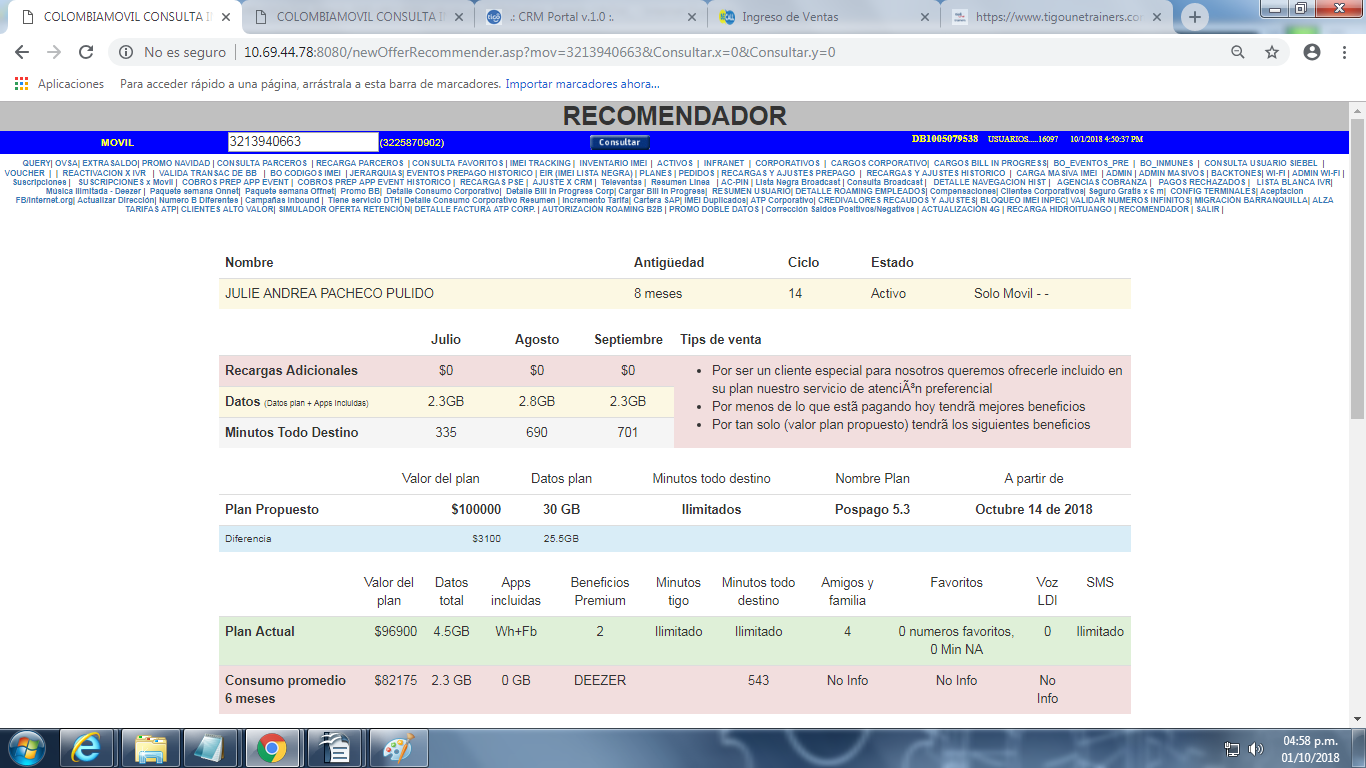 COLOMBIAMOVIL CONSULTA I
COLOMBIAMOVIL CONSULTA I
.: CRM Portal v.1.0 :.
Ingreso de Ventas
https://www.tigounetrainers.co
No es seguro | 10.69.44.78:8080/newOfferRecommender.asp?mov=3213940663&Consultar.x=0&Consultar.y=0
Aplicaciones Para acceder rápido a una página, arrástrala a esta barra de marcadores. Importar marcadores ahora...
RECOMENDADOR
MOVIL 3213940663 (3225870902) Consultar DB1005079538 USUARIOS.....16097 10/1/2018 4:50:37 PM
QUERY| OVSA| EXTRASALDO| PROMO NAVIDAD | CONSULTA PARCEROS | RECARGA PARCEROS | CONSULTA FAVORITOS | IMEI TRACKING | INVENTARIO IMEI | ACTIVOS | INFRANET | CORPORATIVOS | CARGOS CORPORATIVO| CARGOS BILL IN PROGRESS| BO_EVENTOS_PRE | BO_INMUNES | CONSULTA USUARIO SIEBEL |
VOUCHER | | REACTIVACION X IVR | VALIDA TRANSAC DE BB | BO CODIGOS IMEI | JERARQUIAS| EVENTOS PREPAGO HISTORICO | EIR (IMEI LISTA NEGRA) | PLANES | PEDIDOS | RECARGAS Y AJUSTES PREPAGO | RECARGAS Y AJUSTES HISTORICO | CARGA MASIVA IMEI | ADMIN | ADMIN MASIVOS | BACKTONES| WI-FI | ADMIN WI-FI |
Suscripciones | SUSCRIPCIONES x Movil | COBROS PREP APP EVENT | COBROS PREP APP EVENT HISTORICO | RECARGAS PSE | AJUSTE X CRM | Televentas | Resumen Linea | AC-PIN | Lista Negra Broadcast | Consulta Broadcast | DETALLE NAVEGACION HIST | AGENCIAS COBRANZA | PAGOS RECHAZADOS | LISTA BLANCA IVR|
Musica Ilimitada - Deezer | Paquete semana Onnet| Paquete semana Offnet| Promo BB| Detalle Cosumo Corporativo| Detalle Bill In Progress Corp| Cargar Bill In Progress| RESUMEN USUARIO| DETALLE ROAMING EMPLEADOS| Compensaciones| Clientes Corporativos| Seguro Gratis x 6 m| CONFIG TERMINALES| Aceptacion
FB/Internet.org| Actualizar Dirección| Numero B Diferentes | Campañas Inbound | Tiene servicio DTH| Detalle Consumo Corporativo Resumen | Incremento Tarifa| Cartera SAP| IMEI Duplicados| ATP Corporativo| CREDIVALORES RECAUDOS Y AJUSTES| BLOQUEO IMEI INPEC| VALIDAR NUMEROS INFINITOS| MIGRACIÓN BARRANQUILLA| ALZA
TARIFAS ATP| CLIENTES ALTO VALOR| SIMULADOR OFERTA RETENCIÓN| DETALLE FACTURA ATP CORP. | AUTORIZACIÓN ROAMING B2B | PROMO DOBLE DATOS | Corrección Saldos Positivos/Negativos | ACTUALIZACIÓN 4G | RECARGA HIDROITUANGO | RECOMENDADOR | SALIR |
Nombre Antigüedad Ciclo Estado
JULIE ANDREA PACHECO PULIDO 8 meses 14 Activo Solo Movil - -
Julio Agosto Septiembre Tips de venta
Recargas Adicionales $0 $0 $0
Datos (Datos plan + Apps incluidas) 2.3GB 2.8GB 2.3GB
Minutos Todo Destino 335 690 701
• Por ser un cliente especial para nosotros queremos ofrecerle incluido en
su plan nuestro servicio de atenciÃ³n preferencial
• Por menos de lo que estã pagando hoy tendrã mejores beneficios
• Por tan solo (valor plan propuesto) tendrã los siguientes beneficios
Valor del plan Datos plan Minutos todo destino Nombre Plan A partir de
Plan Propuesto $100000 30 GB Ilimitados Pospago 5.3 Octubre 14 de 2018
Diferencia $3100 25.5GB
Valor del Datos Apps Beneficios Minutos Minutos todo Amigos y Favoritos Voz SMS
plan total incluidas Premium tigo destino familia LDI
Plan Actual $96900 4.5GB Wh+Fb 2 Ilimitado Ilimitado 4 0 numeros favoritos, 0 Ilimitado
0 Min NA
Consumo promedio $82175 2.3 GB 0 GB DEEZER 543 No Info No Info No
6 meses Info
04:58 p.m.
01/10/2018